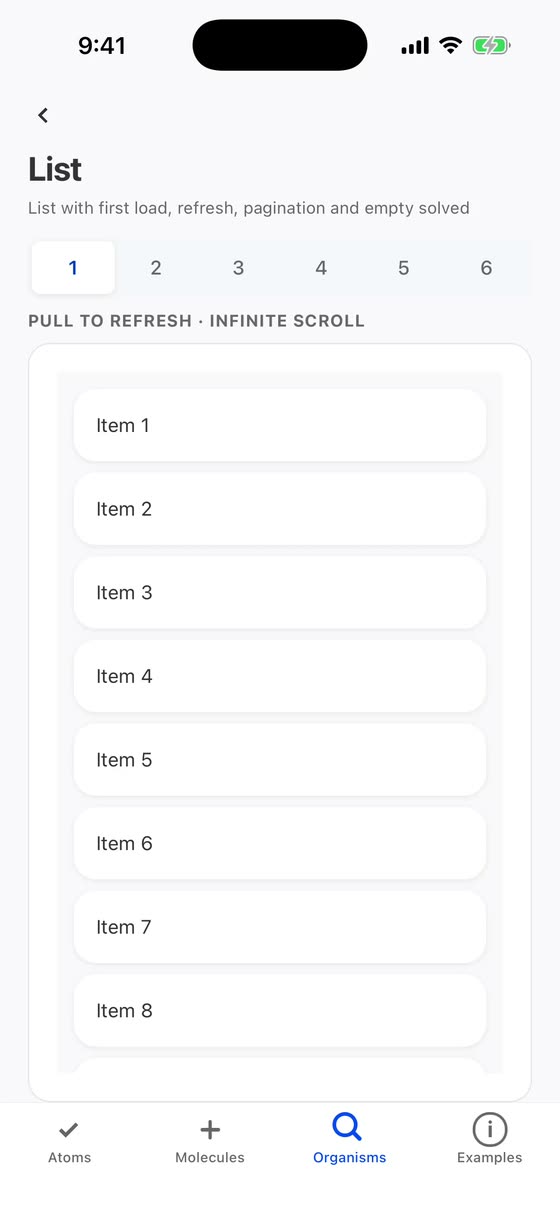 9:41
List
List with first load, refresh, pagination and empty solved
1 2 3 4 5 6
PULL TO REFRESH · INFINITE SCROLL
Item 1
Item 2
Item 3
Item 4
Item 5
Item 6
Item 7
Item 8
Atoms Molecules Organisms Examples